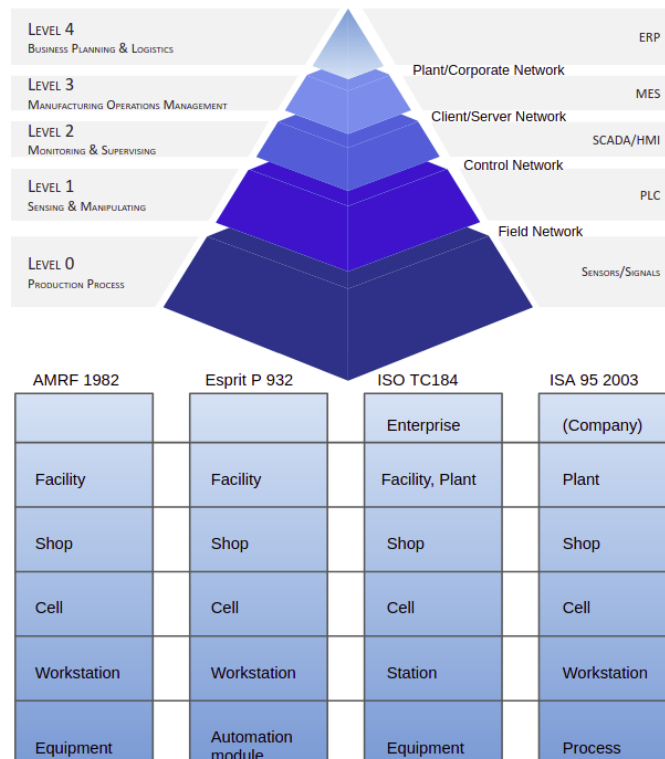 LEVEL 4
BUSINESS PLANNING & LOGISTICS
ERP
Plant/Corporate Network
LEVEL 3
MANUFACTURING OPERATIONS MANAGEMENT
MES
Client/Server Network
LEVEL 2
MONITORING & SUPERVISING
SCADA/HMI
Control Network
LEVEL 1
SENSING & MANIPULATING
PLC
Field Network
LEVEL 0
PRODUCTION PROCESS
SENSORS/SIGNALS
AMRF 1982 Esprit P 932 ISO TC184 ISA 95 2003
Enterprise (Company)
Facility Facility Facility, Plant Plant
Shop Shop Shop Shop
Cell Cell Cell Cell
Workstation Workstation Station Workstation
Equipment Automation module Equipment Process